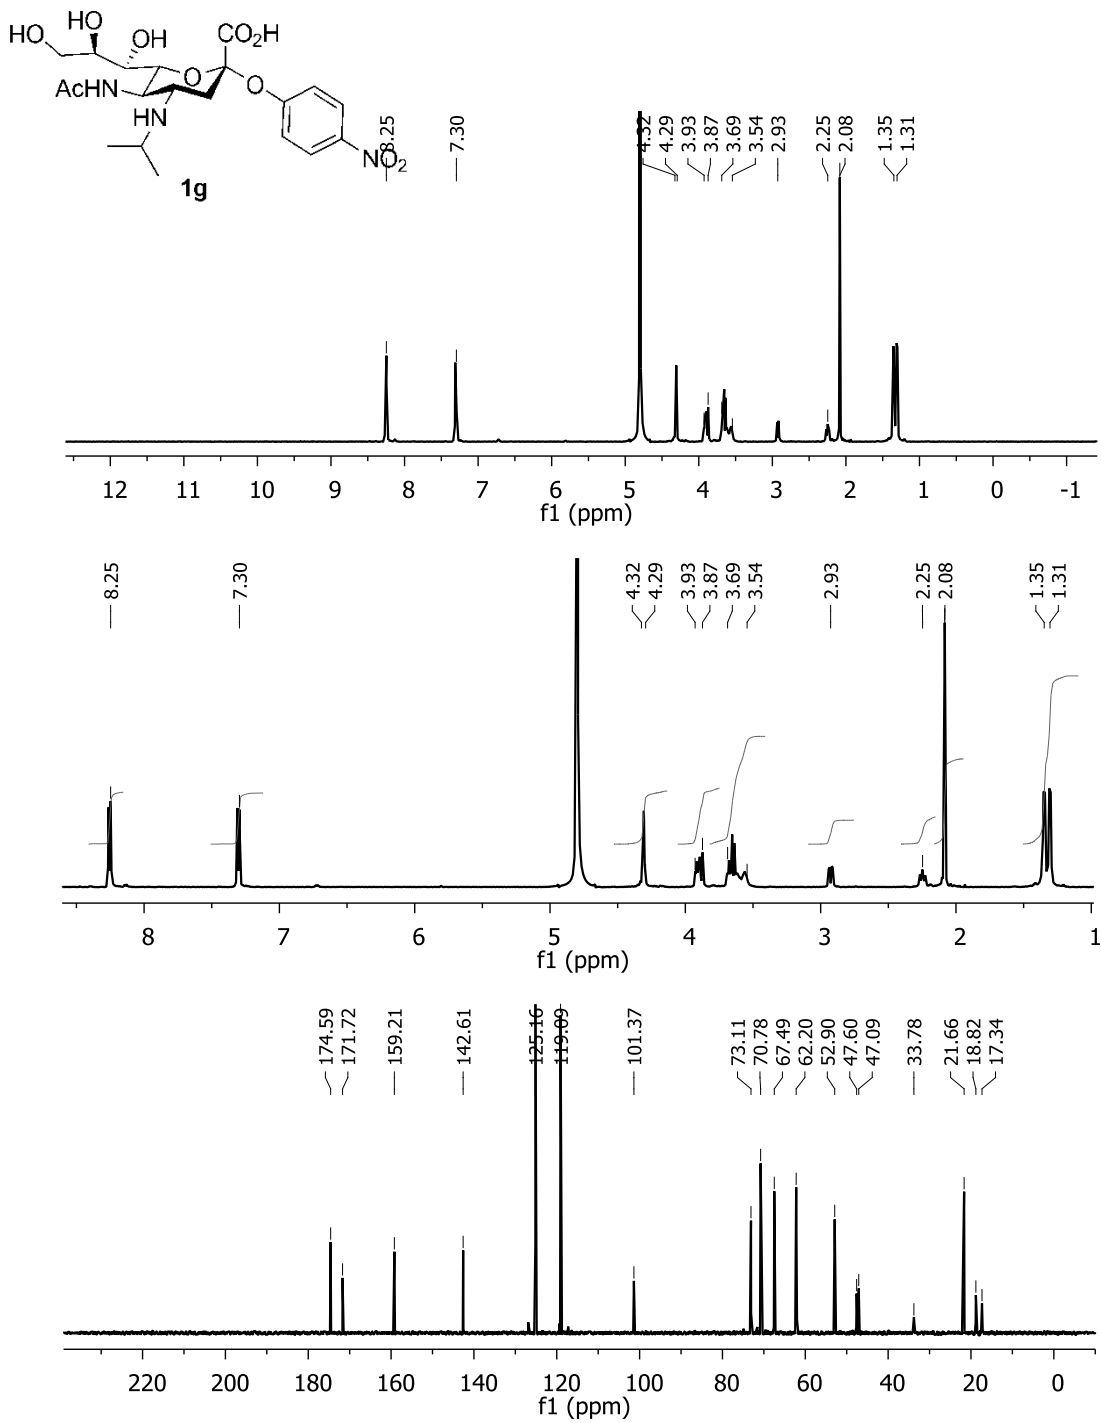 HO
HO
OH
CO₂H
O
O
AcHN
HN
NO₂
1g
8.25
7.30
4.32
4.29
3.93
3.87
3.69
3.54
2.93
2.25
2.08
1.35
1.31
12 11 10 9 8 7 6 5 4 3 2 1 0 -1
f1 (ppm)
8.25
7.30
4.32
4.29
3.93
3.87
3.69
3.54
2.93
2.25
2.08
1.35
1.31
8 7 6 5 4 3 2 1
f1 (ppm)
174.59
171.72
159.21
142.61
125.16
119.09
101.37
73.11
70.78
67.49
62.20
52.90
47.60
47.09
33.78
21.66
18.82
17.34
220 200 180 160 140 120 100 80 60 40 20 0
f1 (ppm)